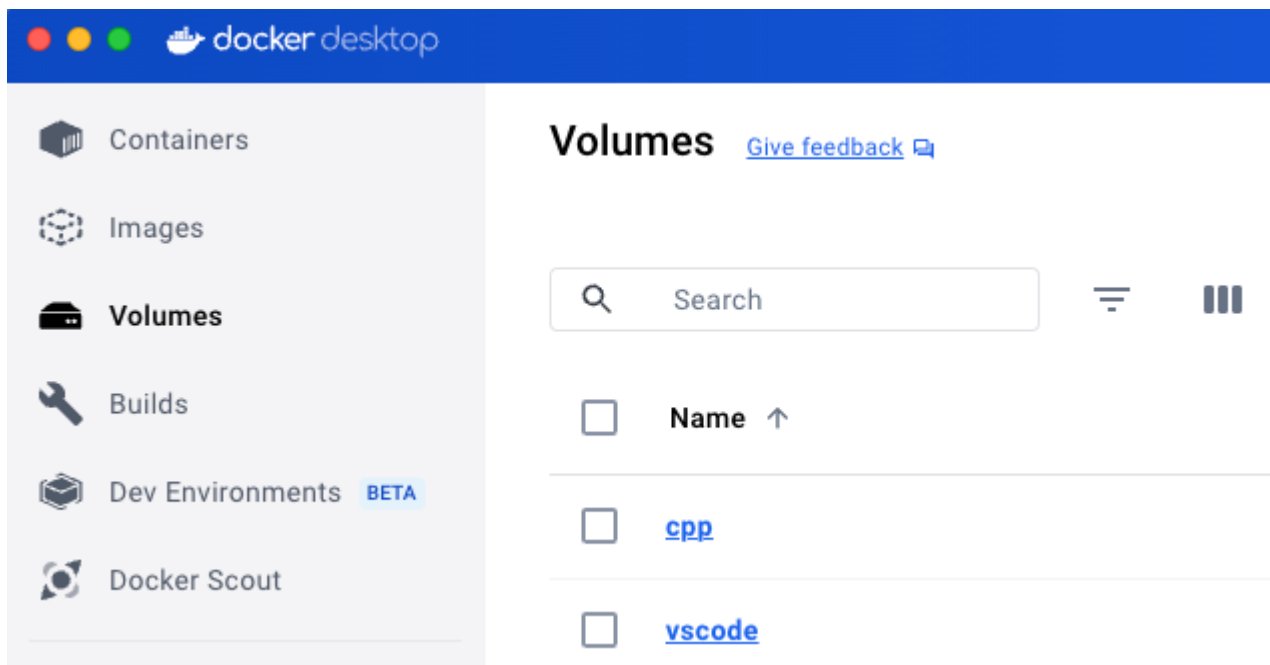 docker desktop
Containers
Images
Volumes
Builds
Dev Environments BETA
Docker Scout
Volumes Give feedback
Search
Name
cpp
vscode